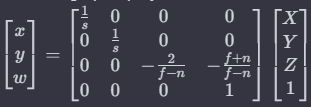 \begin{bmatrix} x \\ y \\ w \end{bmatrix} = \begin{bmatrix} \frac{1}{s} & 0 & 0 & 0 \\ 0 & \frac{1}{s} & 0 & 0 \\ 0 & 0 & -\frac{2}{f-n} & -\frac{f+n}{f-n} \\ 0 & 0 & 0 & 1 \end{bmatrix} \begin{bmatrix} X \\ Y \\ Z \\ 1 \end{bmatrix}